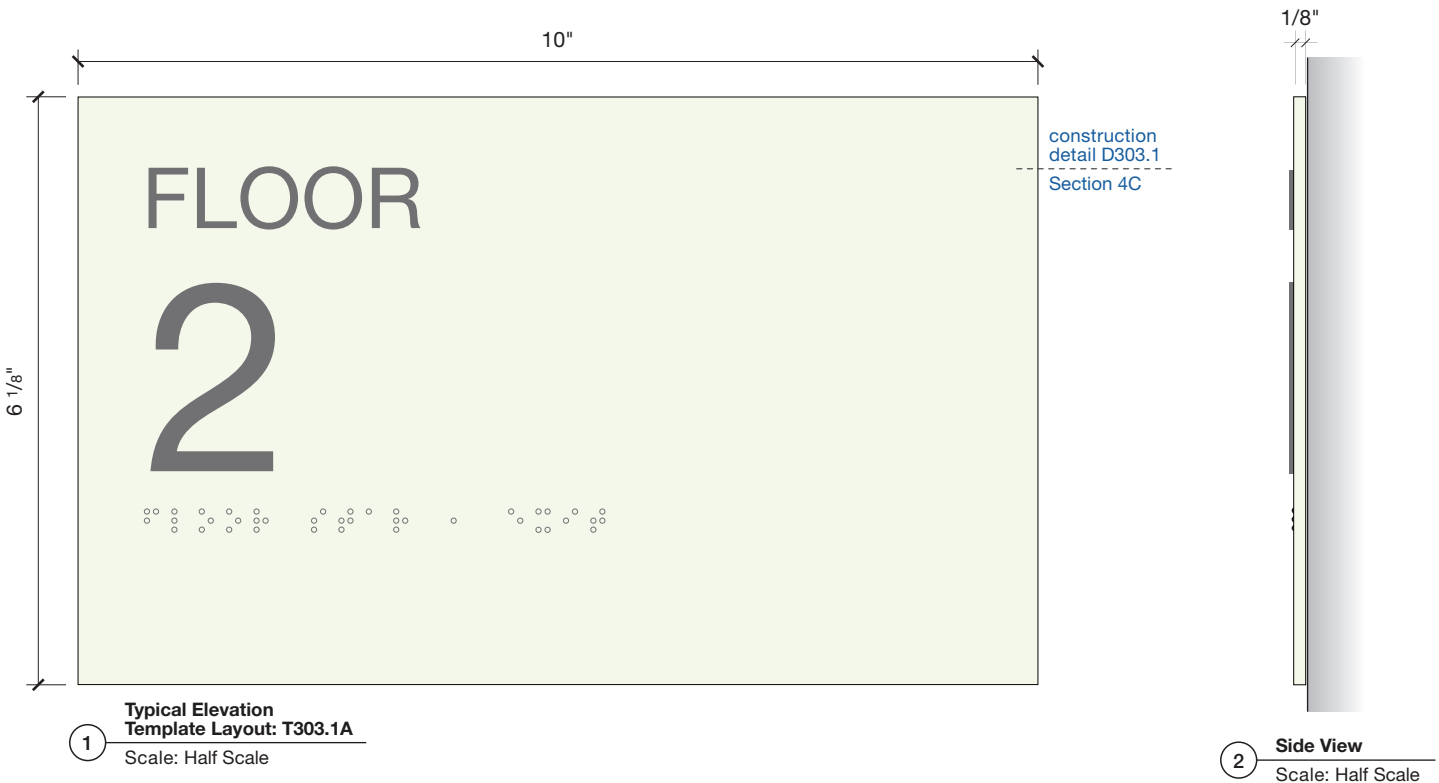 10"
1/8"
construction
detail D303.1
Section 4C
FLOOR
2
6 1/8"
1
Typical Elevation
Template Layout: T303.1A
Scale: Half Scale
2
Side View
Scale: Half Scale